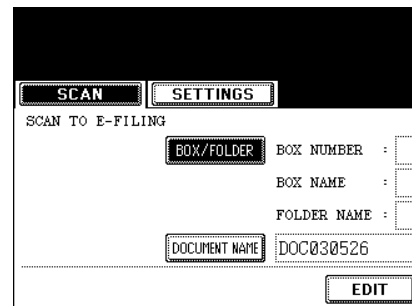 SCAN SETTINGS
SCAN TO E-FILING
BOX/FOLDER BOX NUMBER :
BOX NAME :
FOLDER NAME :
DOCUMENT NAME DOC030526
EDIT